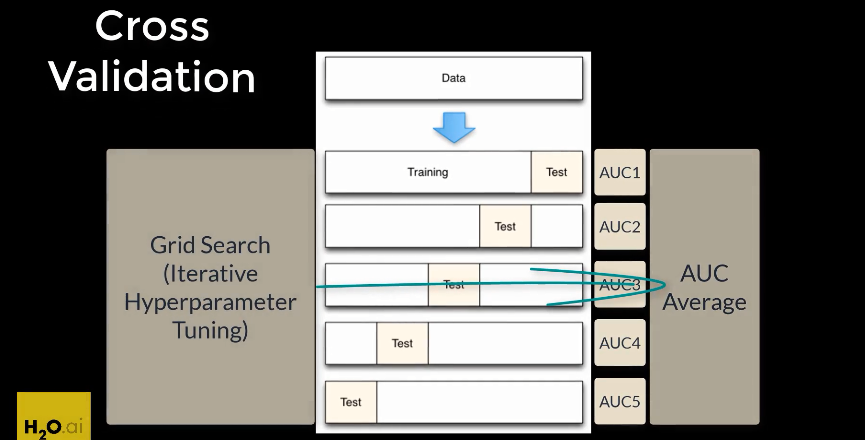 Cross
Validation
Data
Training
Test
AUC1
Test
AUC2
Grid Search
(Iterative
Hyperparameter
Tuning)
Test
AUC3
AUC
Average
Test
AUC4
Test
AUC5
H2O.ai